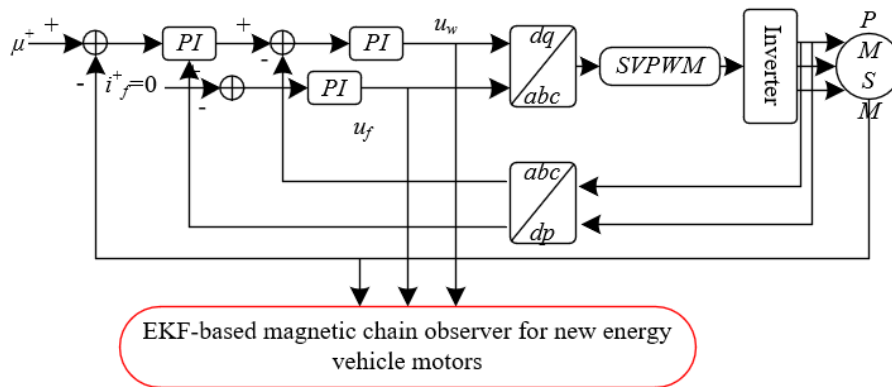 μ⁺
+
-
PI
+
-
PI
u_w
i⁺_f=0
+
-
PI
u_f
dq
abc
SVPWM
Inverter
P
M
S
M
abc
dp
EKF-based magnetic chain observer for new energy
vehicle motors